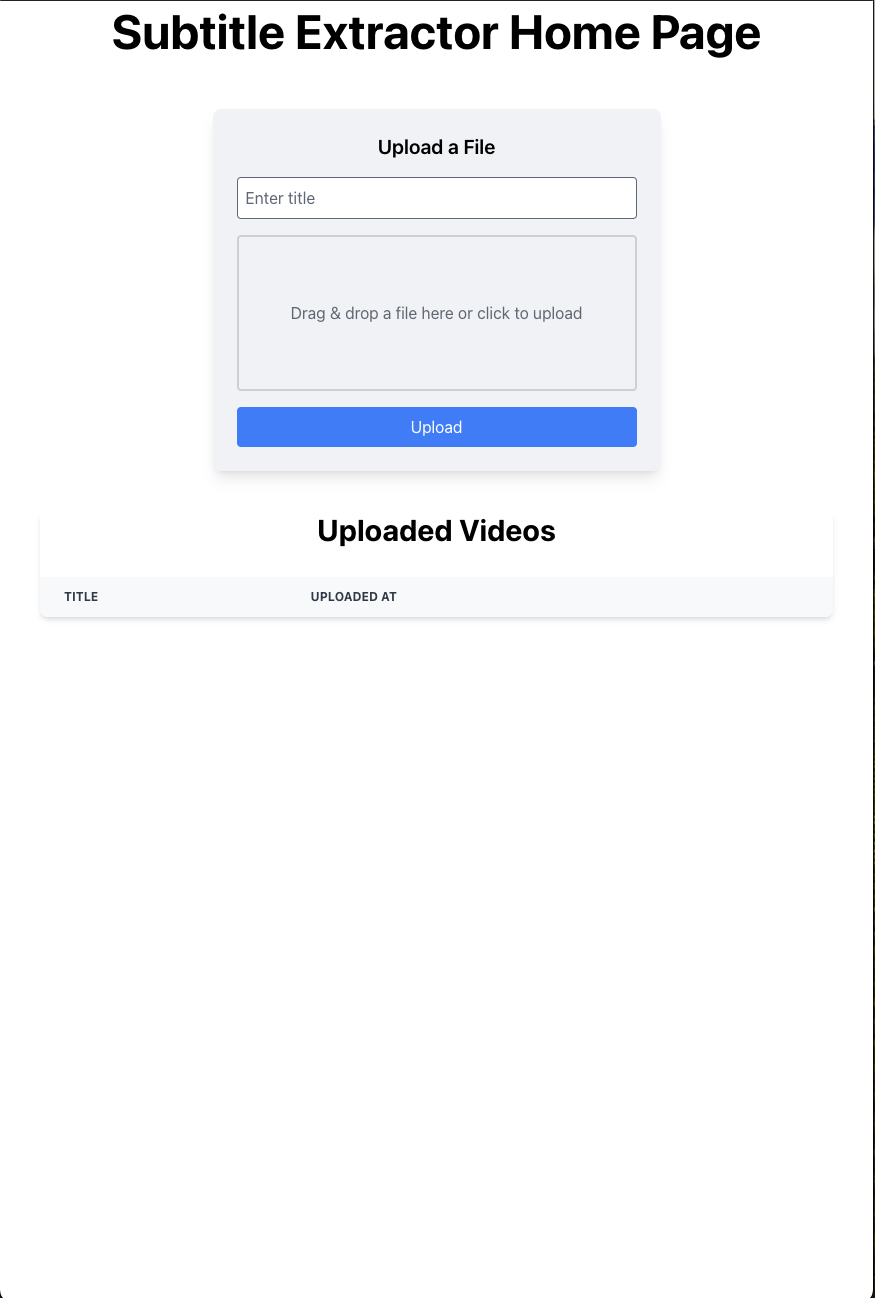 Subtitle Extractor Home Page
Upload a File
Enter title
Drag & drop a file here or click to upload
Upload
Uploaded Videos
TITLE UPLOADED AT